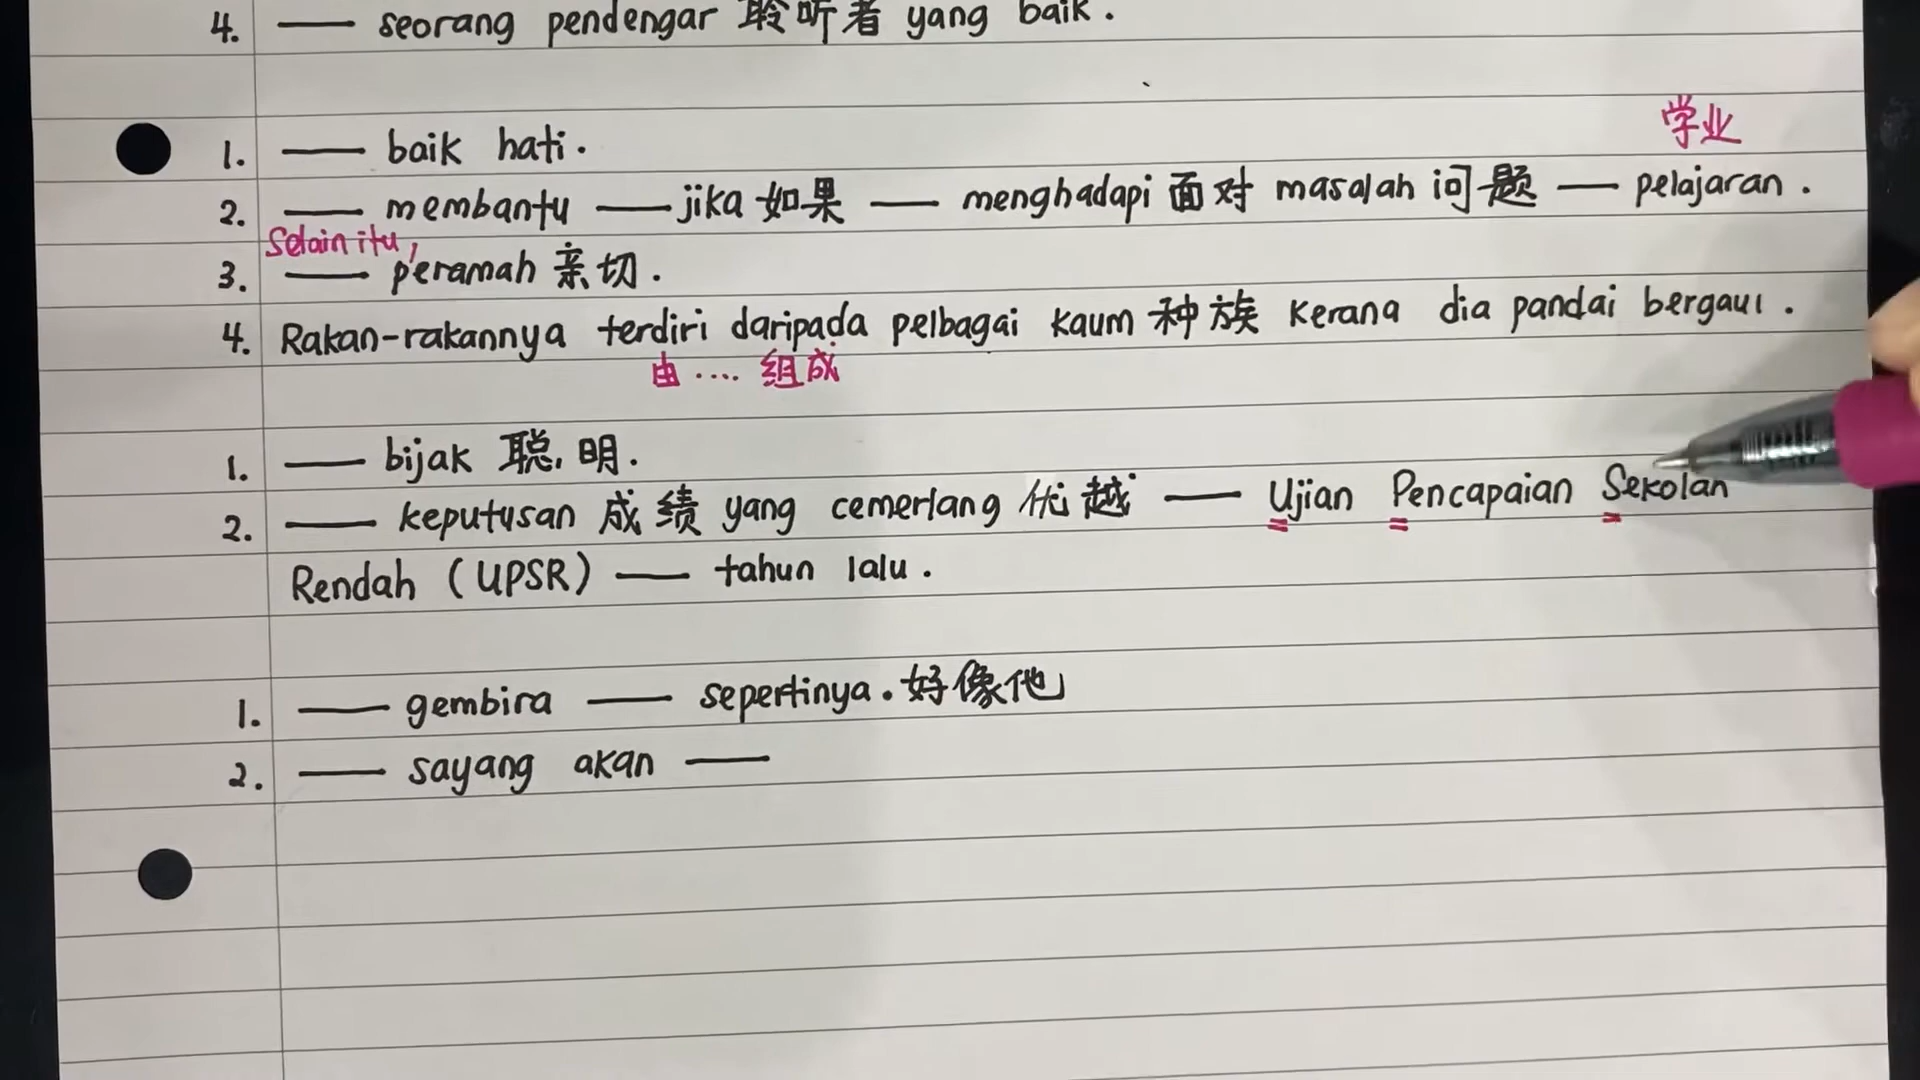 4. —— seorang pendengar 聆听者 yang baik.
1. —— baik hati.
学业
2. —— membantu —— jika 如果 —— menghadapi 面对 masalah 问题 —— pelajaran.
Selain itu,
3. —— peramah 亲切.
4. Rakan-rakannya terdiri daripada pelbagai kaum 种族 kerana dia pandai bergaul.
由 .... 组成
1. —— bijak 聪明.
2. —— keputusan 成绩 yang cemerlang 优越 —— Ujian Pencapaian Sekolah
Rendah (UPSR) —— tahun lalu.
1. —— gembira —— sepertinya. 好像他
2. —— sayang akan ——